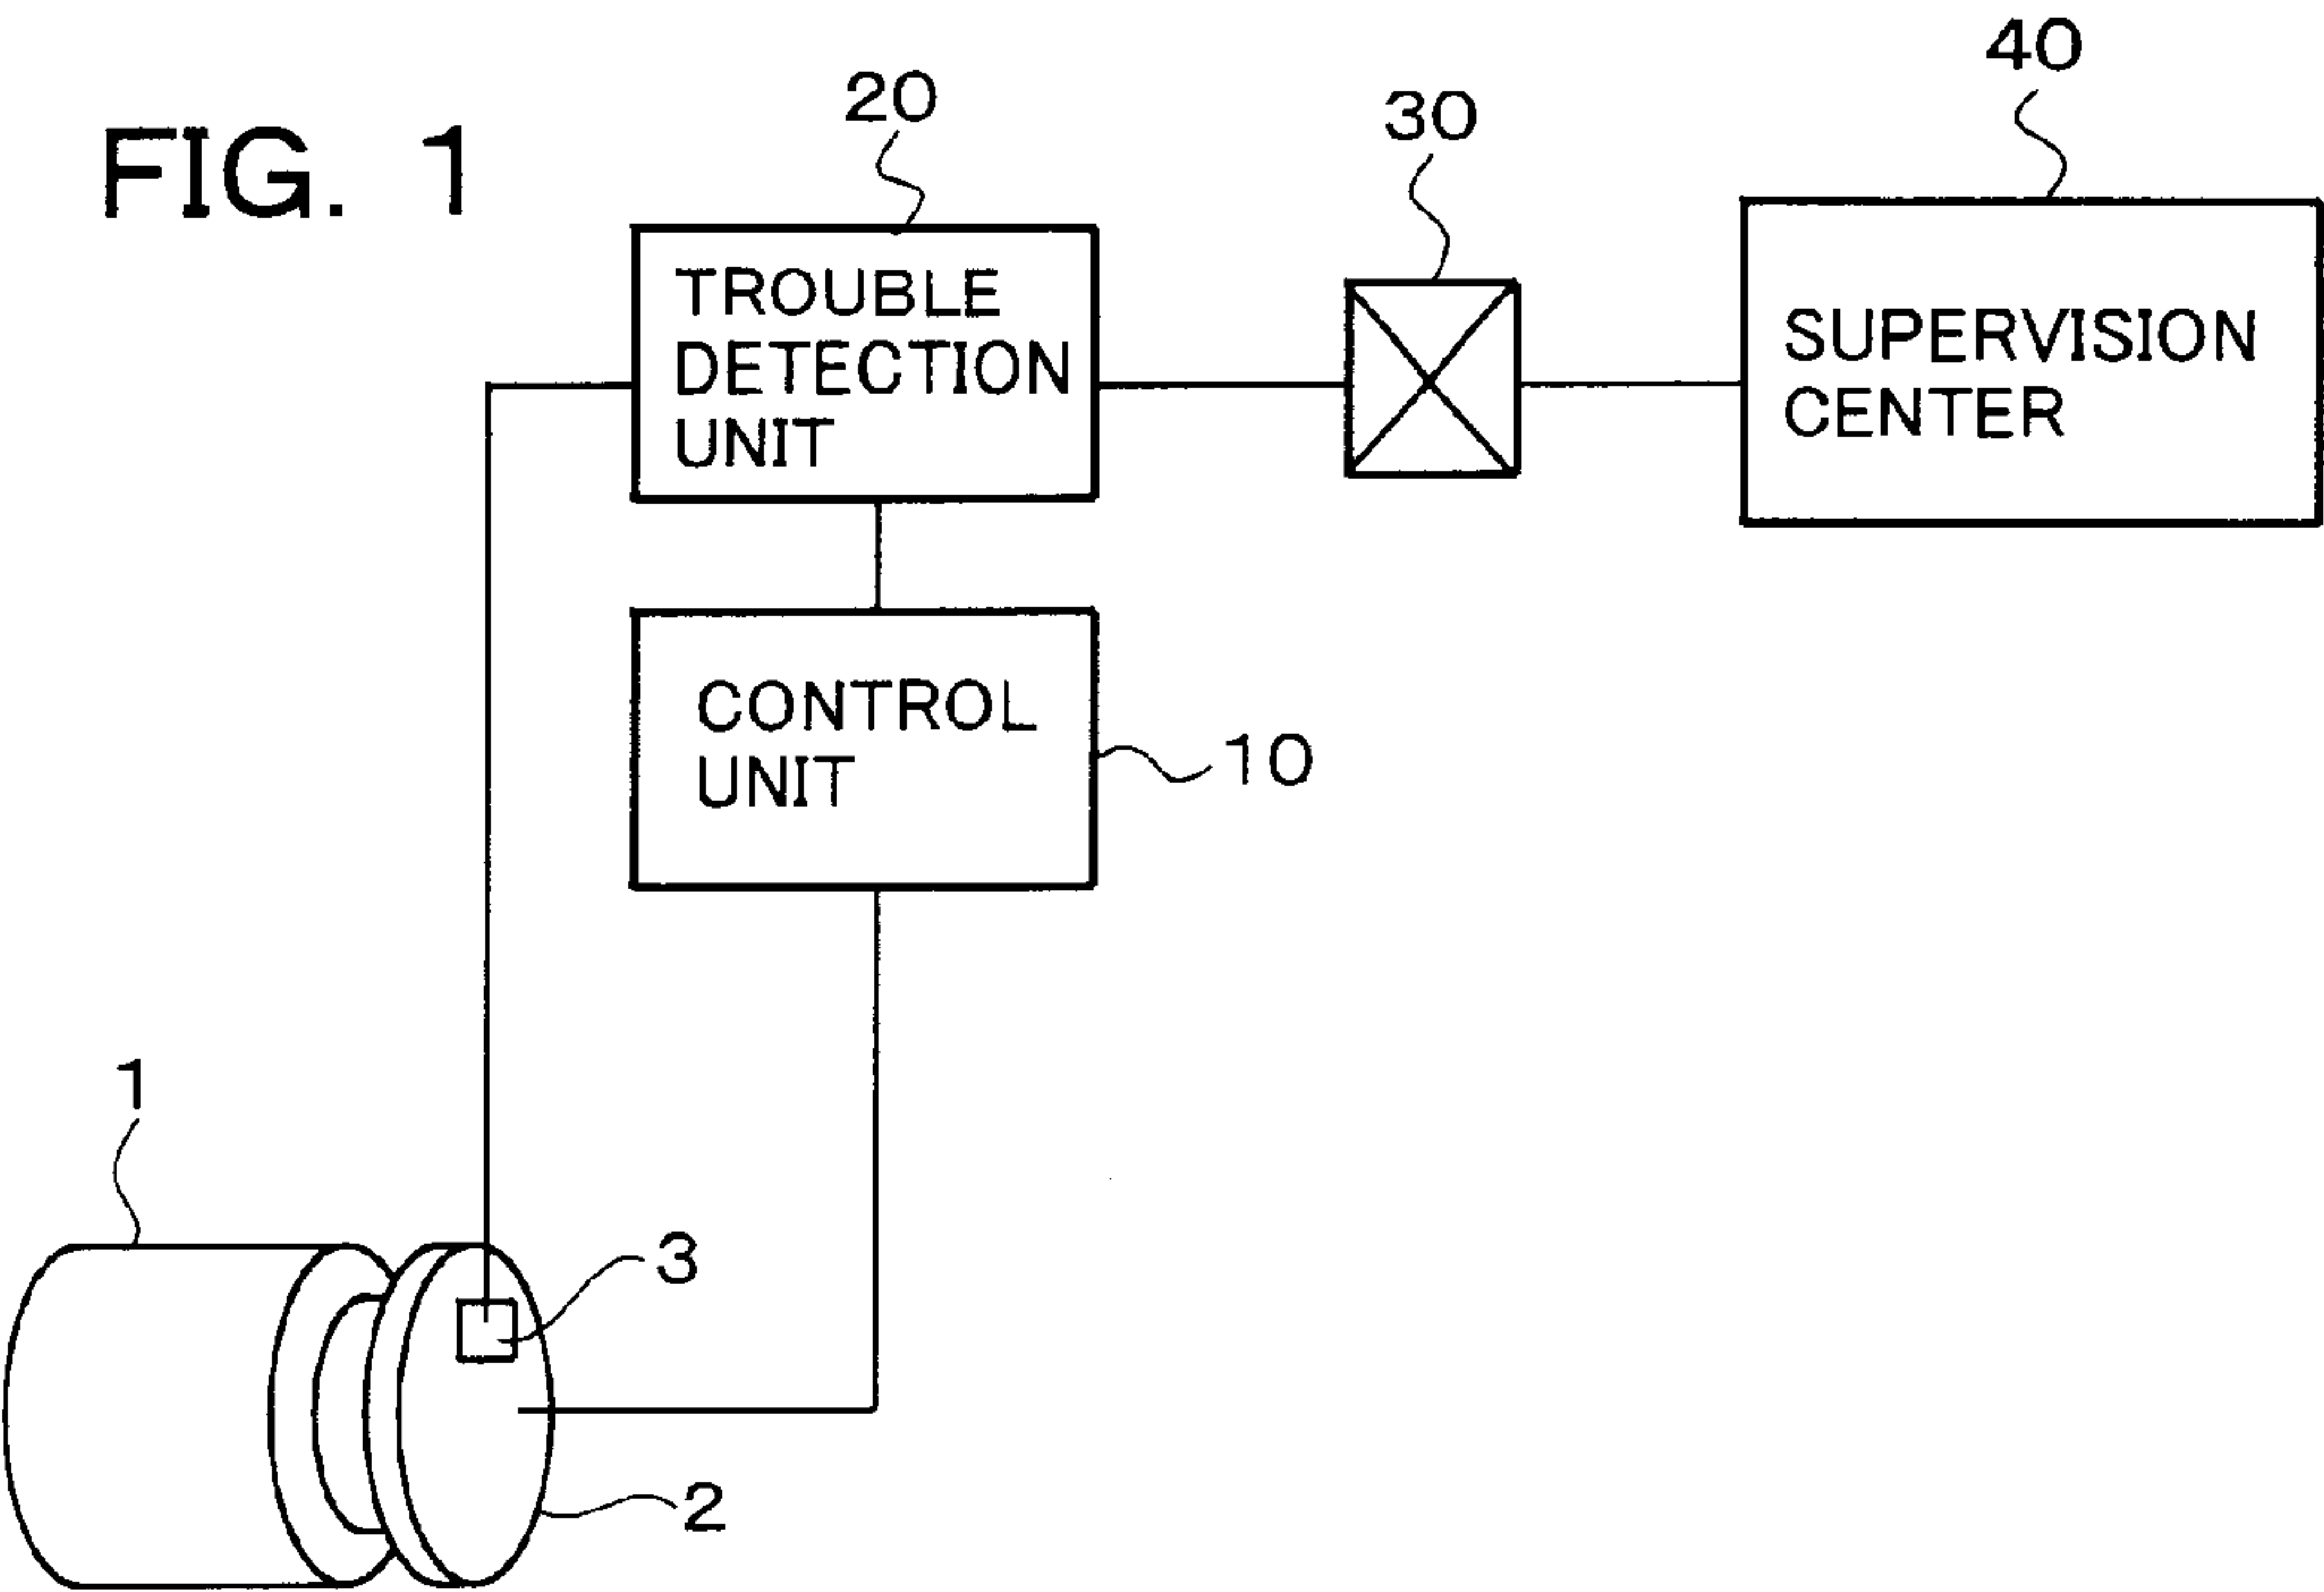 FIG. 1
20
30
40
TROUBLE
DETECTION
UNIT
SUPERVISION
CENTER
CONTROL
UNIT
10
1
3
2